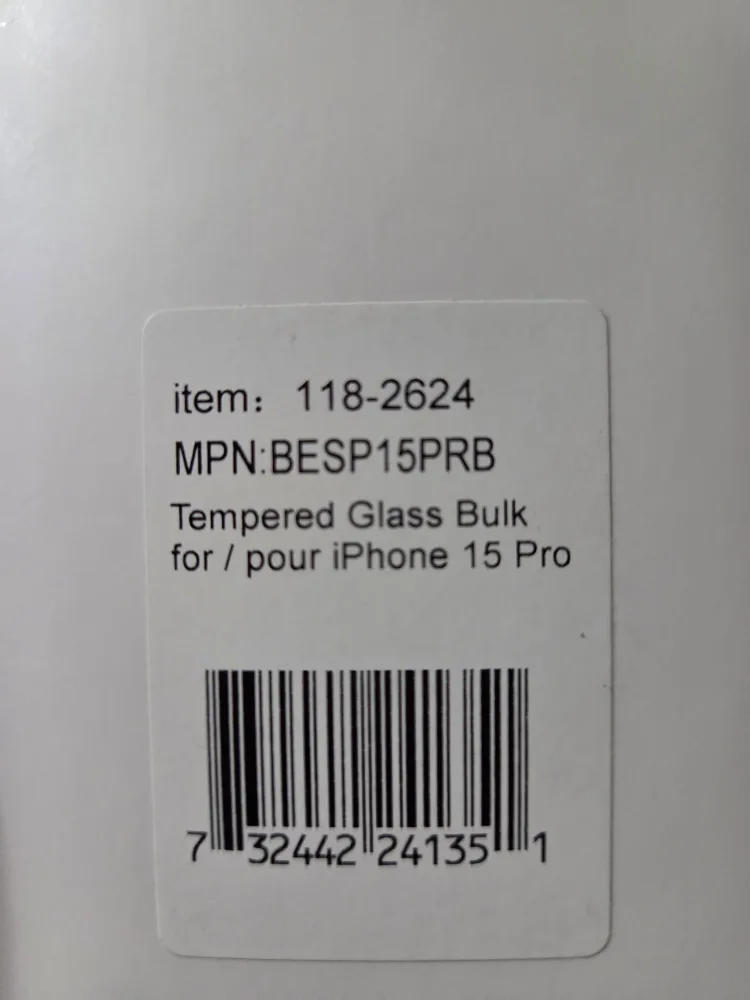 item: 118-2624
MPN:BESP15PRB
Tempered Glass Bulk
for / pour iPhone 15 Pro
7 32442 24135 1